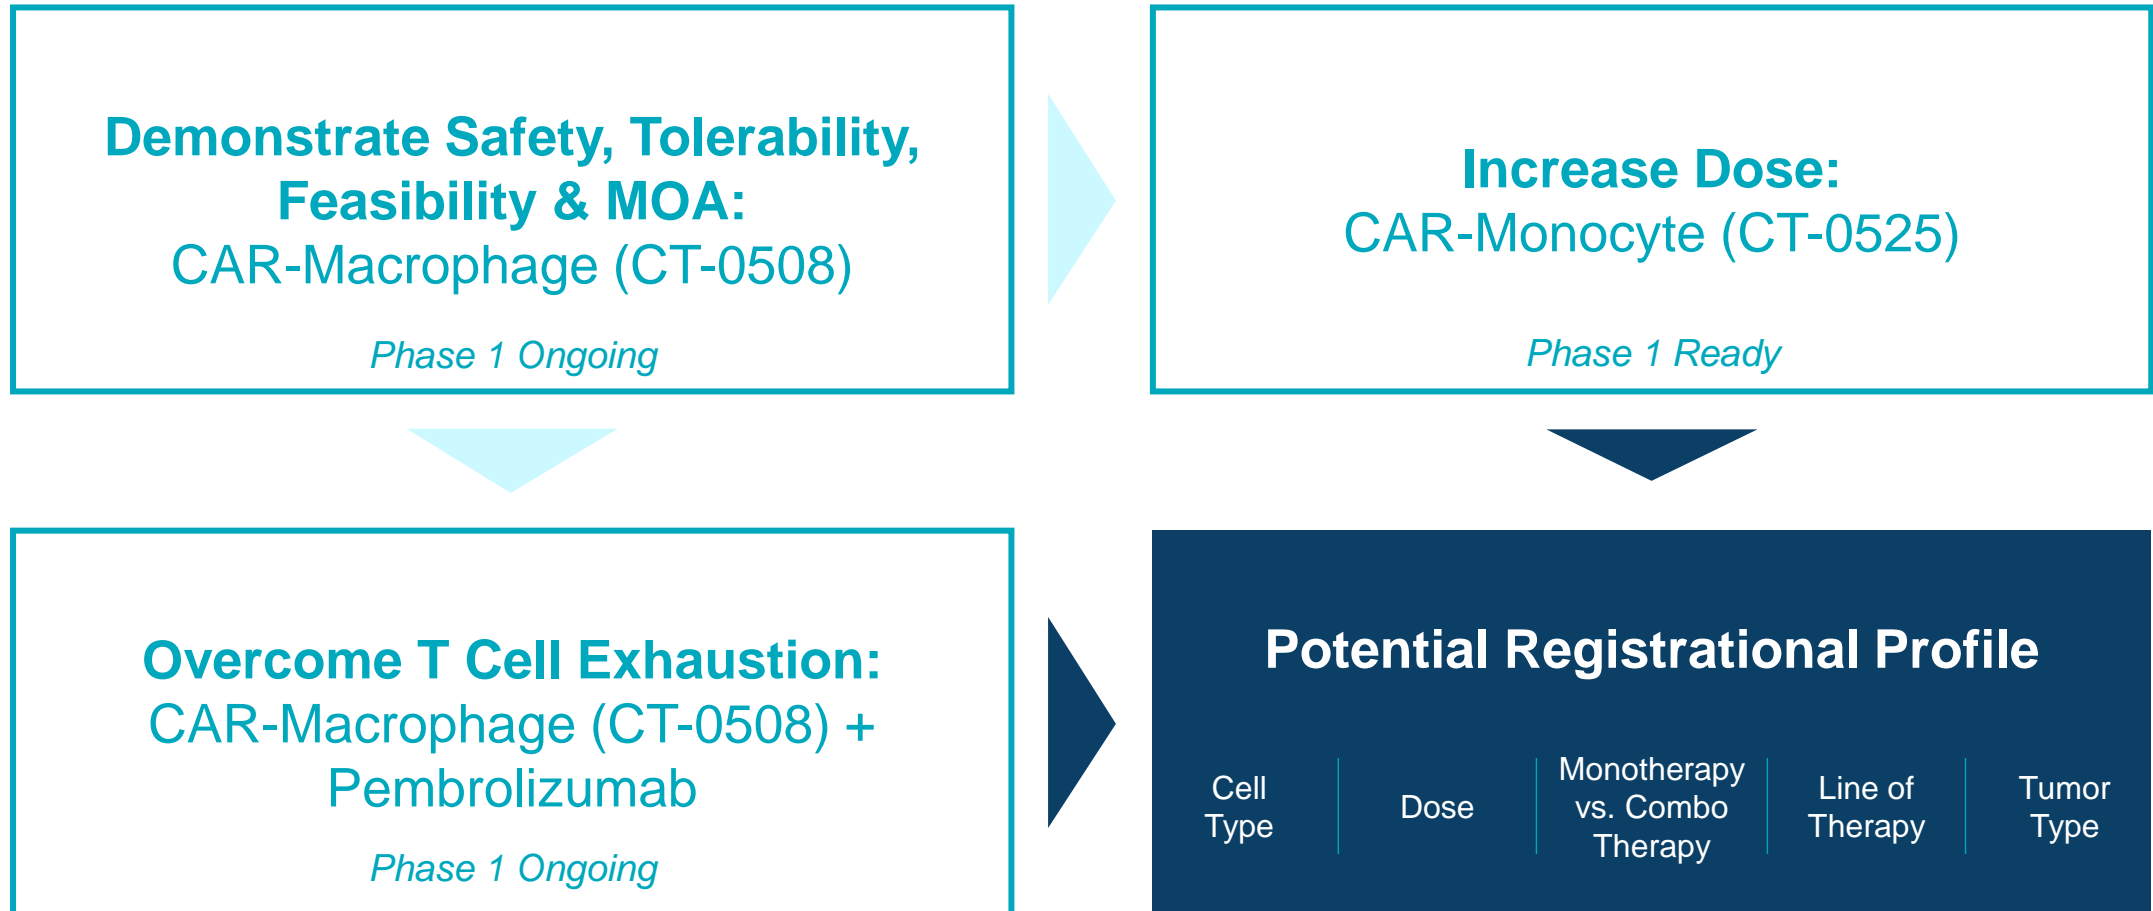 Demonstrate Safety, Tolerability,
Feasibility & MOA:
CAR-Macrophage (CT-0508)
Phase 1 Ongoing
Increase Dose:
CAR-Monocyte (CT-0525)
Phase 1 Ready
Overcome T Cell Exhaustion:
CAR-Macrophage (CT-0508) +
Pembrolizumab
Phase 1 Ongoing
Potential Registrational Profile
Cell
Type
Dose
Monotherapy
vs. Combo
Therapy
Line of
Therapy
Tumor
Type